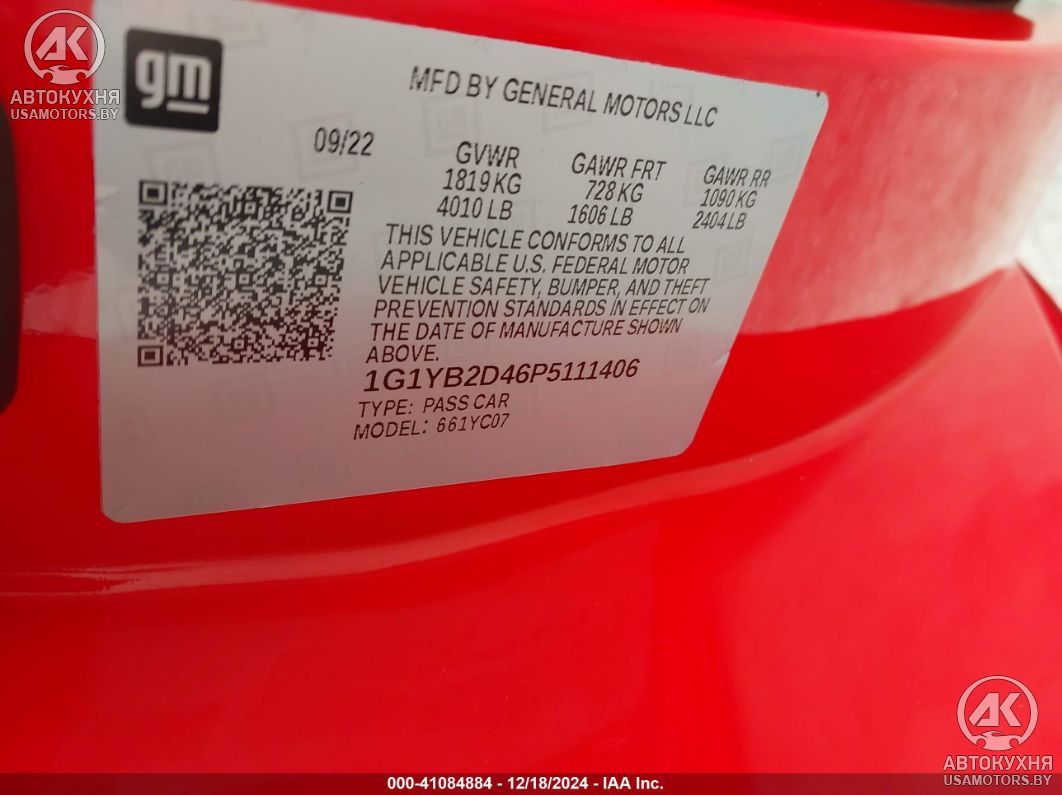 AK
АВТОКУХНЯ
USAMOTORS.BY
gm
MFD BY GENERAL MOTORS LLC
09/22
GVWR
1819 KG
4010 LB
GAWR FRT
728 KG
1606 LB
GAWR RR
1090 KG
2404 LB
THIS VEHICLE CONFORMS TO ALL
APPLICABLE U.S. FEDERAL MOTOR
VEHICLE SAFETY, BUMPER, AND THEFT
PREVENTION STANDARDS IN EFFECT ON
THE DATE OF MANUFACTURE SHOWN
ABOVE.
1G1YB2D46P5111406
TYPE: PASS CAR
MODEL: 661YC07
AK
АВТОКУХНЯ
USAMOTORS.BY
000-41084884 - 12/18/2024 - IAA Inc.